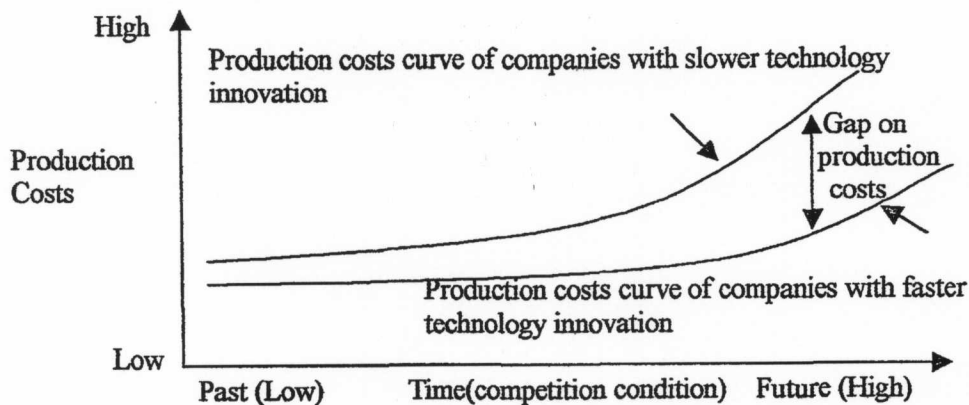 High
Production costs curve of companies with slower technology
innovation
Gap on
production
costs
Production
Costs
Production costs curve of companies with faster
technology innovation
Low
Past (Low)
Time(competition condition)
Future (High)